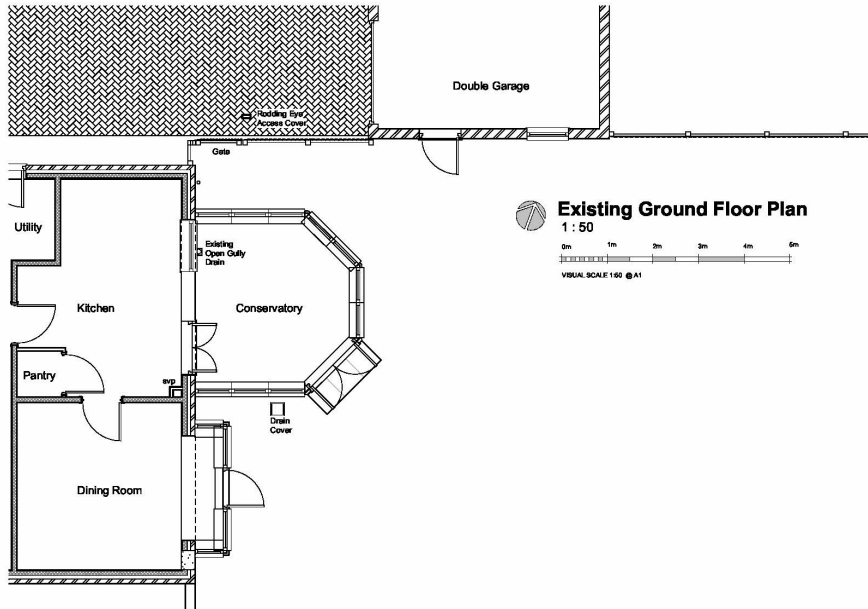 Double Garage
Rodding Eye
Access Cover
Gate
Existing Ground Floor Plan
1 : 50
0m 1m 2m 3m 4m 5m
VISUAL SCALE 1:50 @ A1
Utility
Existing
Open Gully
Drain
Kitchen
Conservatory
Pantry
svp
Drain
Cover
Dining Room